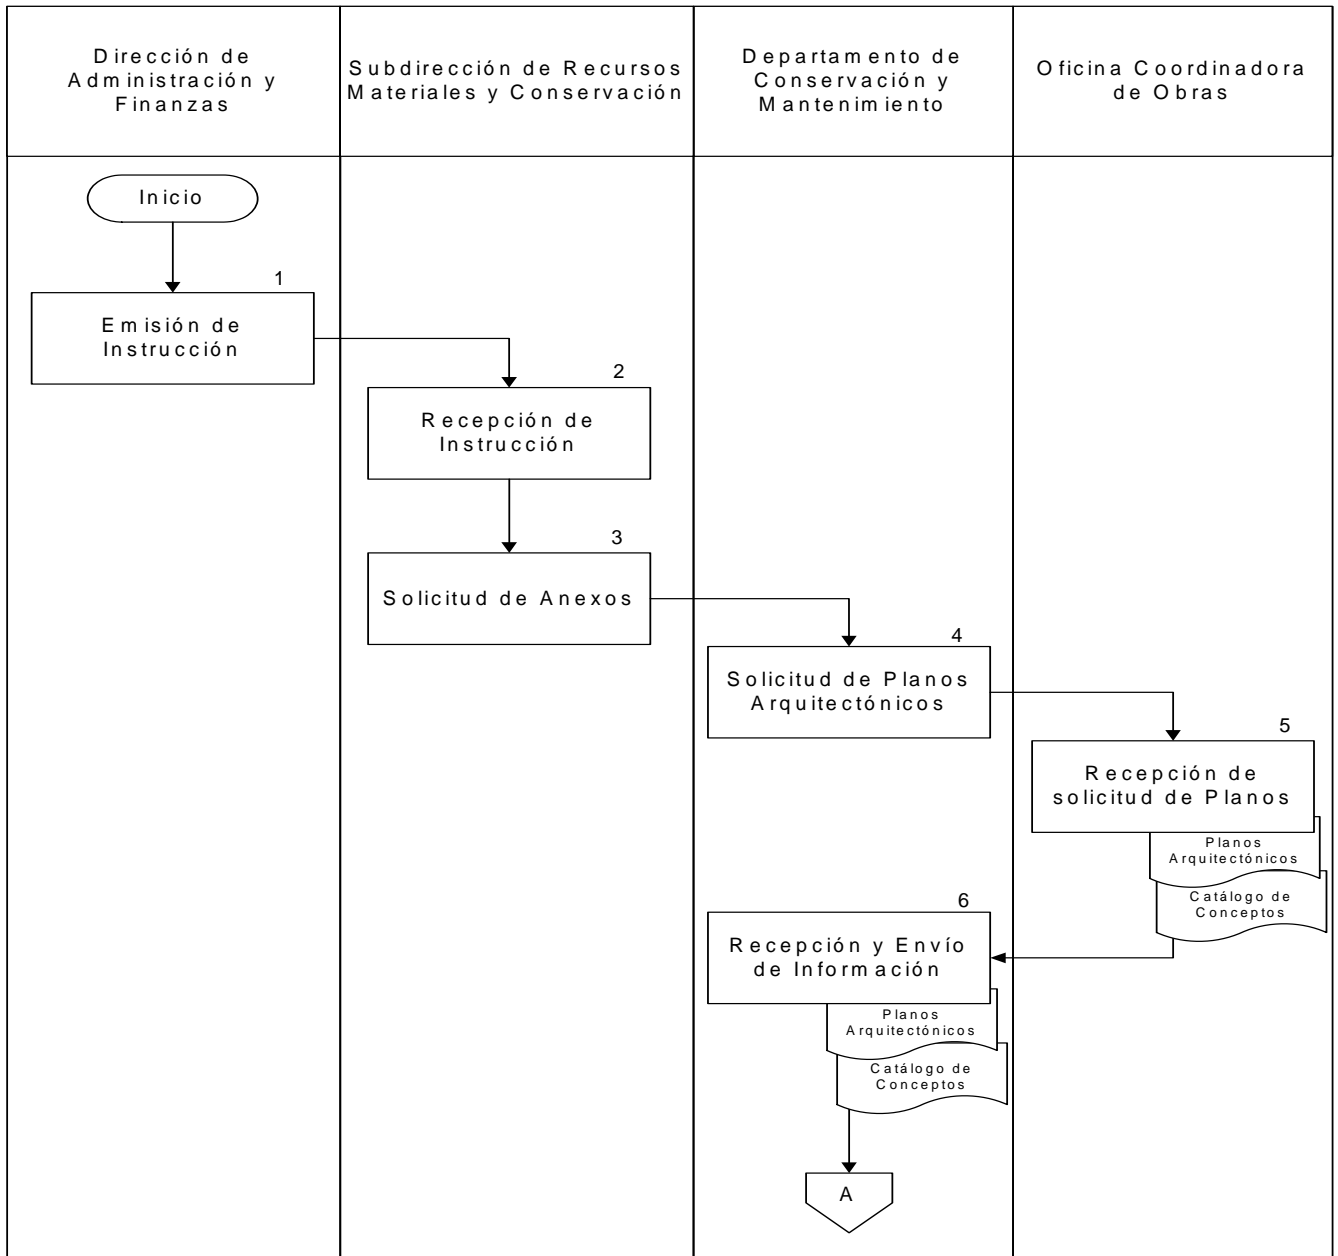 Dirección de
Administración y
Finanzas
Subdirección de Recursos
Materiales y Conservación
Departamento de
Conservación y
Mantenimiento
Oficina Coordinadora
de Obras
Inicio
1
Emisión de
Instrucción
2
Recepción de
Instrucción
3
Solicitud de Anexos
4
Solicitud de Planos
Arquitectónicos
5
Recepción de
solicitud de Planos
Planos
Arquitectónicos
Catálogo de
Conceptos
6
Recepción y Envío
de Información
Planos
Arquitectónicos
Catálogo de
Conceptos
A